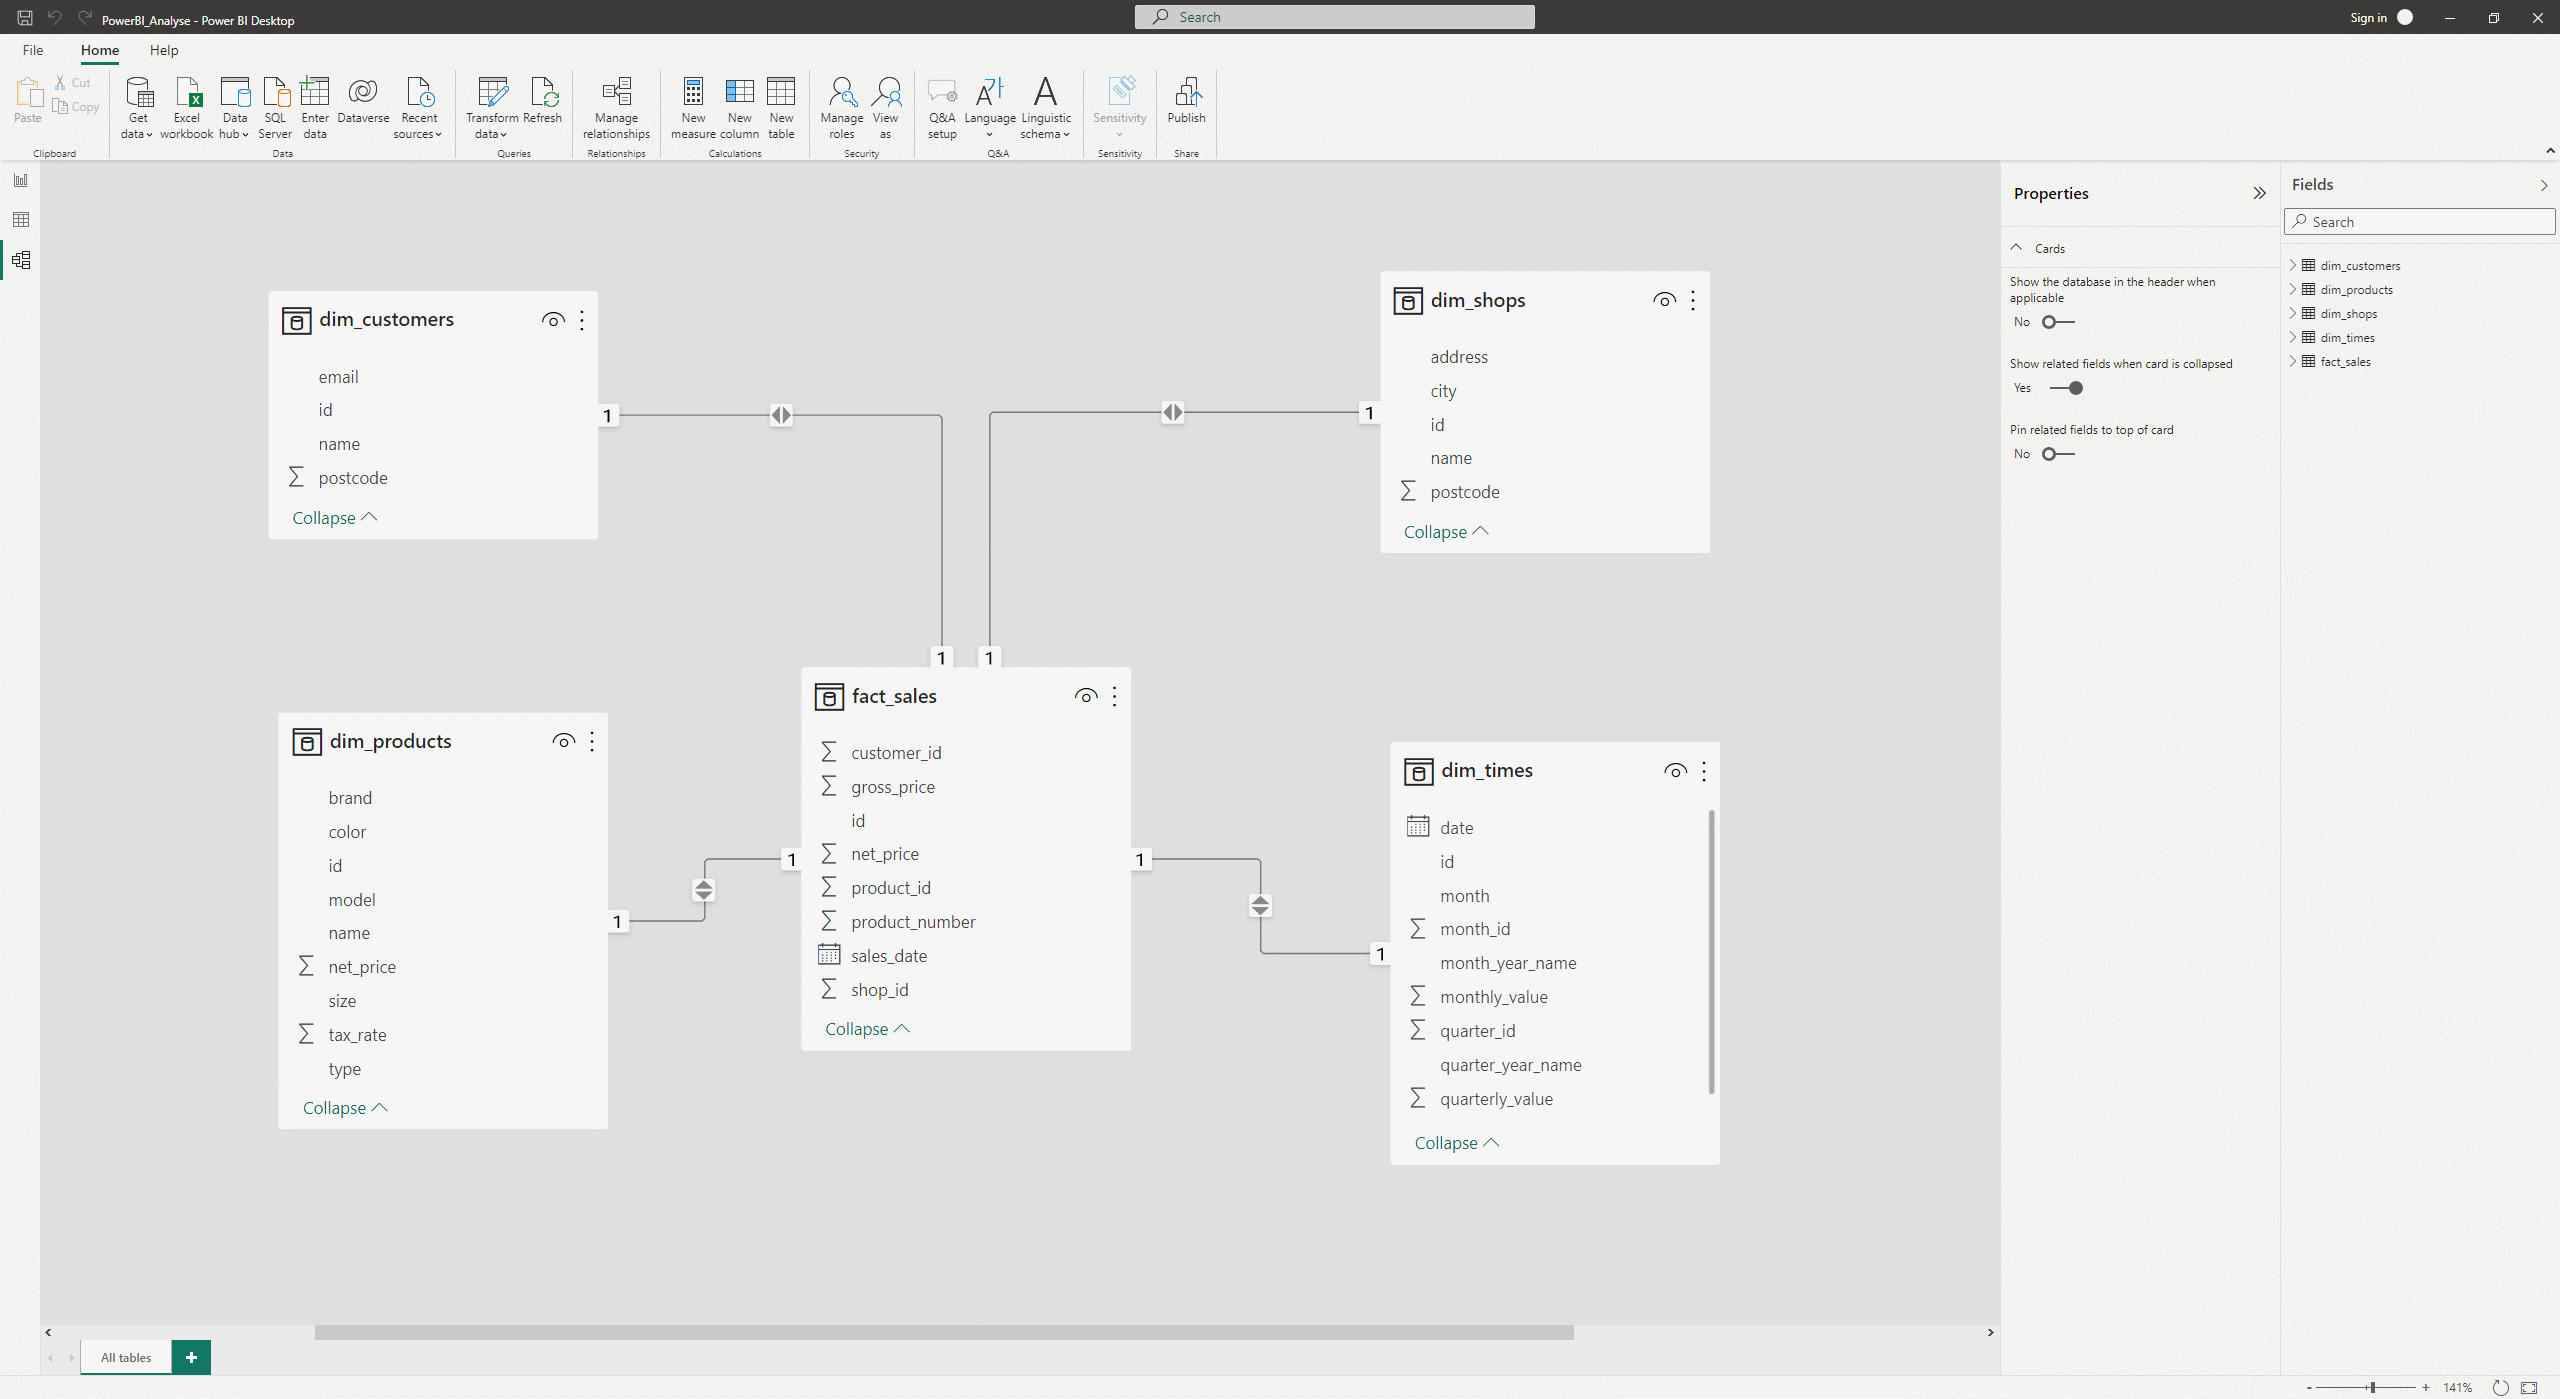 PowerBI_Analyse - Power BI Desktop
Search
Sign in
File Home Help
Paste
Cut
Copy
Clipboard
Get data
Excel workbook
Data hub
SQL Server
Enter data
Dataverse
Recent sources
Data
Transform data
Refresh
Queries
Manage relationships
Relationships
New measure
New column
New table
Calculations
Manage roles
View as
Security
Q&A setup
Language
Linguistic schema
Q&A
Sensitivity
Sensitivity
Publish
Share
dim_customers
email
id
name
postcode
Collapse
1
1
dim_shops
address
city
id
name
postcode
Collapse
1
1
dim_products
brand
color
id
model
name
net_price
size
tax_rate
type
Collapse
1
1
fact_sales
customer_id
gross_price
id
net_price
product_id
product_number
sales_date
shop_id
Collapse
1
1
dim_times
date
id
month
month_id
month_year_name
monthly_value
quarter_id
quarter_year_name
quarterly_value
Collapse
Properties
Cards
Show the database in the header when
applicable
No
Show related fields when card is collapsed
Yes
Pin related fields to top of card
No
Fields
Search
dim_customers
dim_products
dim_shops
dim_times
fact_sales
All tables
+
- + 141%